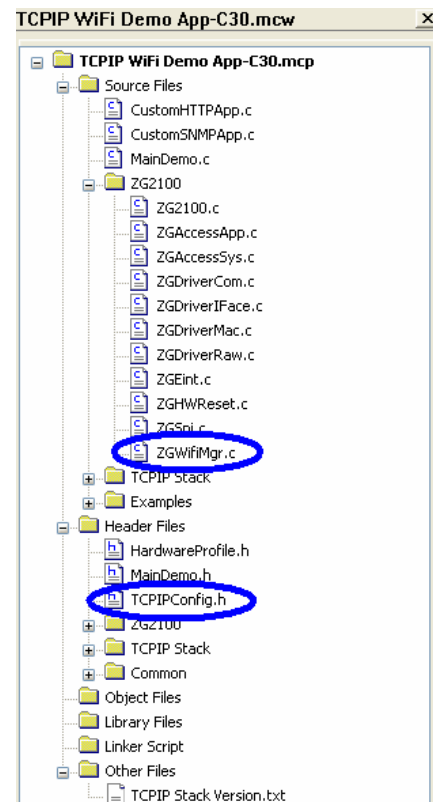 TCPIP WiFi Demo App-C30.mcw
TCPIP WiFi Demo App-C30.mcp
Source Files
CustomHTTPApp.c
CustomSNMPApp.c
MainDemo.c
ZG2100
ZG2100.c
ZGAccessApp.c
ZGAccessSys.c
ZGDriverCom.c
ZGDriverIFace.c
ZGDriverMac.c
ZGDriverRaw.c
ZGEint.c
ZGHWReset.c
ZGSpi.c
ZGWifiMgr.c
TCPIP Stack
Examples
Header Files
HardwareProfile.h
MainDemo.h
TCPIPConfig.h
ZG2100
TCPIP Stack
Common
Object Files
Library Files
Linker Script
Other Files
TCPIP Stack Version.txt